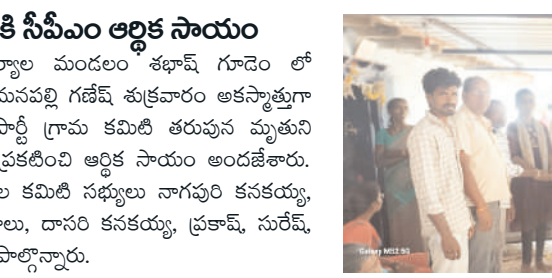 కి సీపీఎం ఆర్థిక సాయం
ర్యాల మండలం శభాష్ గూడెం లో
మనపల్లి గణేష్ శుక్రవారం అకస్మాత్తుగా
పార్టీ గ్రామ కమిటి తరుపున మృతుని
ప్రకటించి ఆర్థిక సాయం అందజేశారు.
ల కమిటి సభ్యులు నాగపురి కనకయ్య,
ాలు, దాసరి కనకయ్య, ప్రకాష్, సురేష్,
పాల్గొన్నారు.